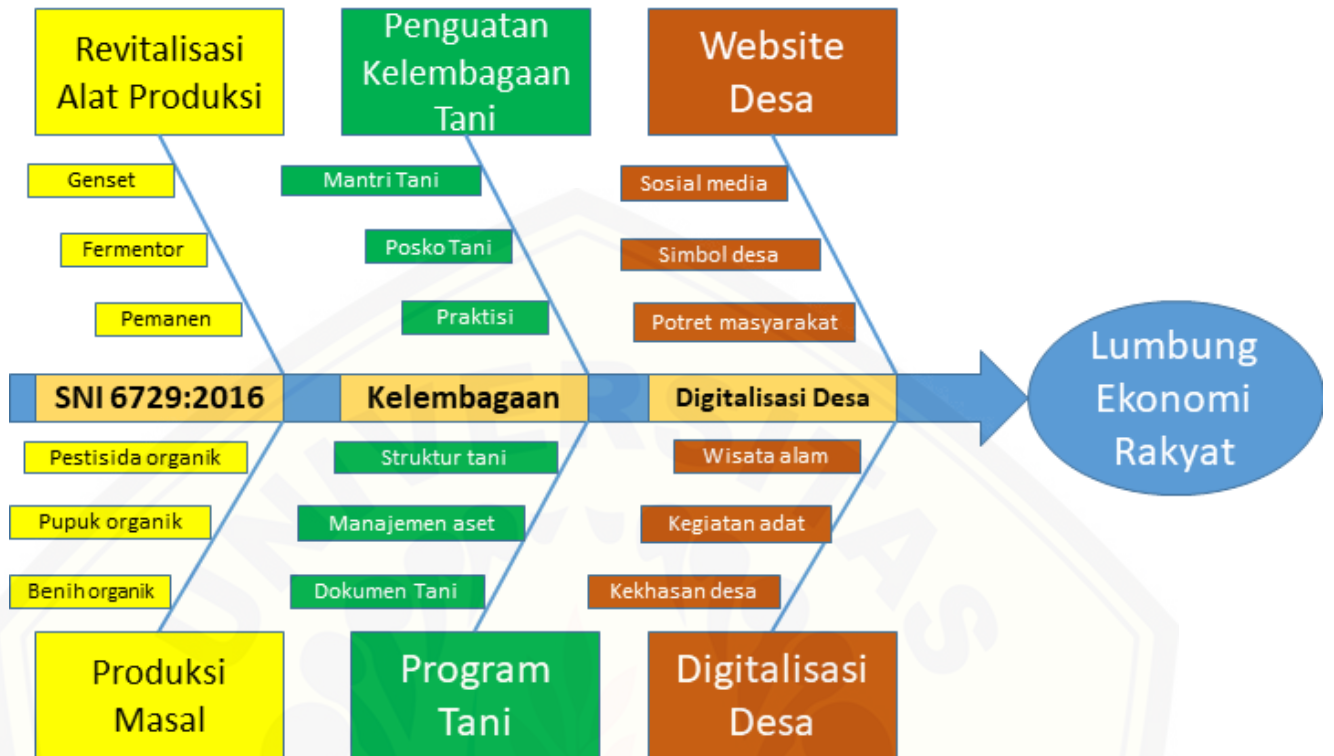 Revitalisasi
Alat Produksi
Penguatan
Kelembagaan
Tani
Website
Desa
Genset
Mantri Tani
Sosial media
Fermentor
Posko Tani
Simbol desa
Pemanen
Praktisi
Potret masyarakat
SNI 6729:2016
Kelembagaan
Digitalisasi Desa
Lumbung
Ekonomi
Rakyat
Pestisida organik
Struktur tani
Wisata alam
Pupuk organik
Manajemen aset
Kegiatan adat
Benih organik
Dokumen Tani
Kekhasan desa
Produksi
Masal
Program
Tani
Digitalisasi
Desa
UNIVERSITAS